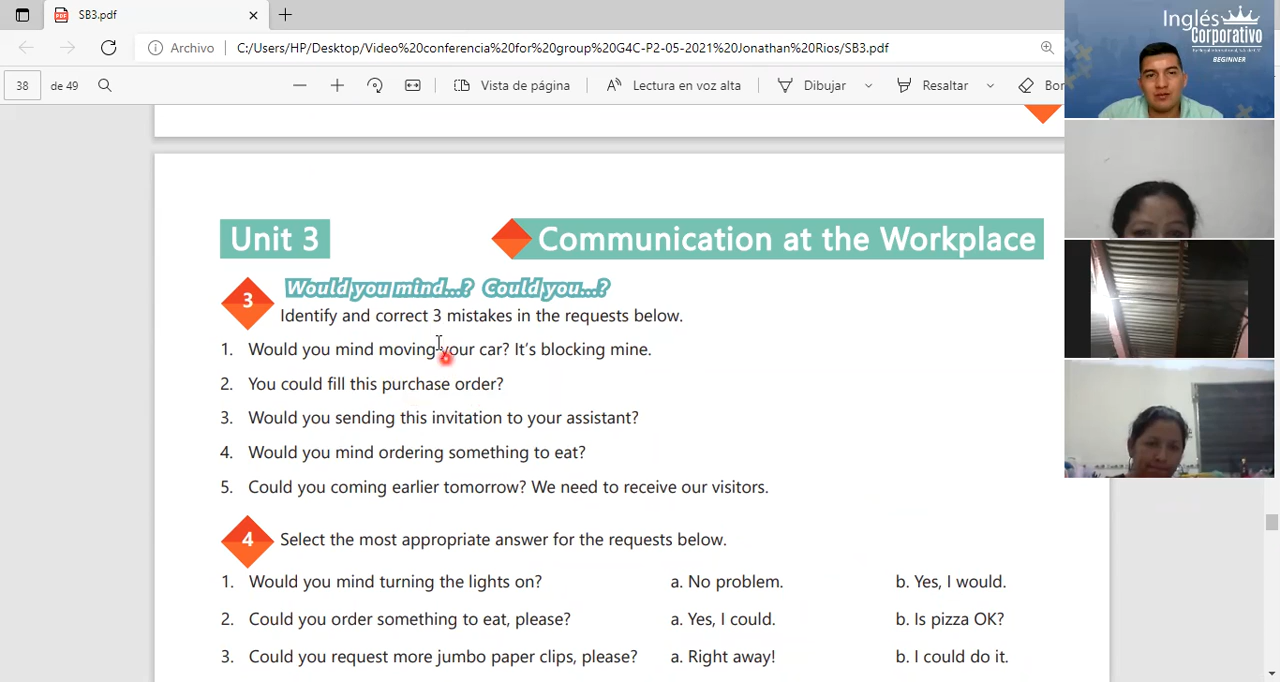 SB3.pdf
Archivo
C:/Users/HP/Desktop/Video%20conferencia%20for%20group%20G4C-P2-05-2021%20Jonathan%20Rios/SB3.pdf
38 de 49
Vista de página
Lectura en voz alta
Dibujar
Resaltar
Bor
Inglés
Corporativo
BEGINNER
Unit 3
Communication at the Workplace
3 Would you mind...? Could you...?
Identify and correct 3 mistakes in the requests below.
1. Would you mind moving your car? It's blocking mine.
2. You could fill this purchase order?
3. Would you sending this invitation to your assistant?
4. Would you mind ordering something to eat?
5. Could you coming earlier tomorrow? We need to receive our visitors.
4 Select the most appropriate answer for the requests below.
1. Would you mind turning the lights on? a. No problem. b. Yes, I would.
2. Could you order something to eat, please? a. Yes, I could. b. Is pizza OK?
3. Could you request more jumbo paper clips, please? a. Right away! b. I could do it.